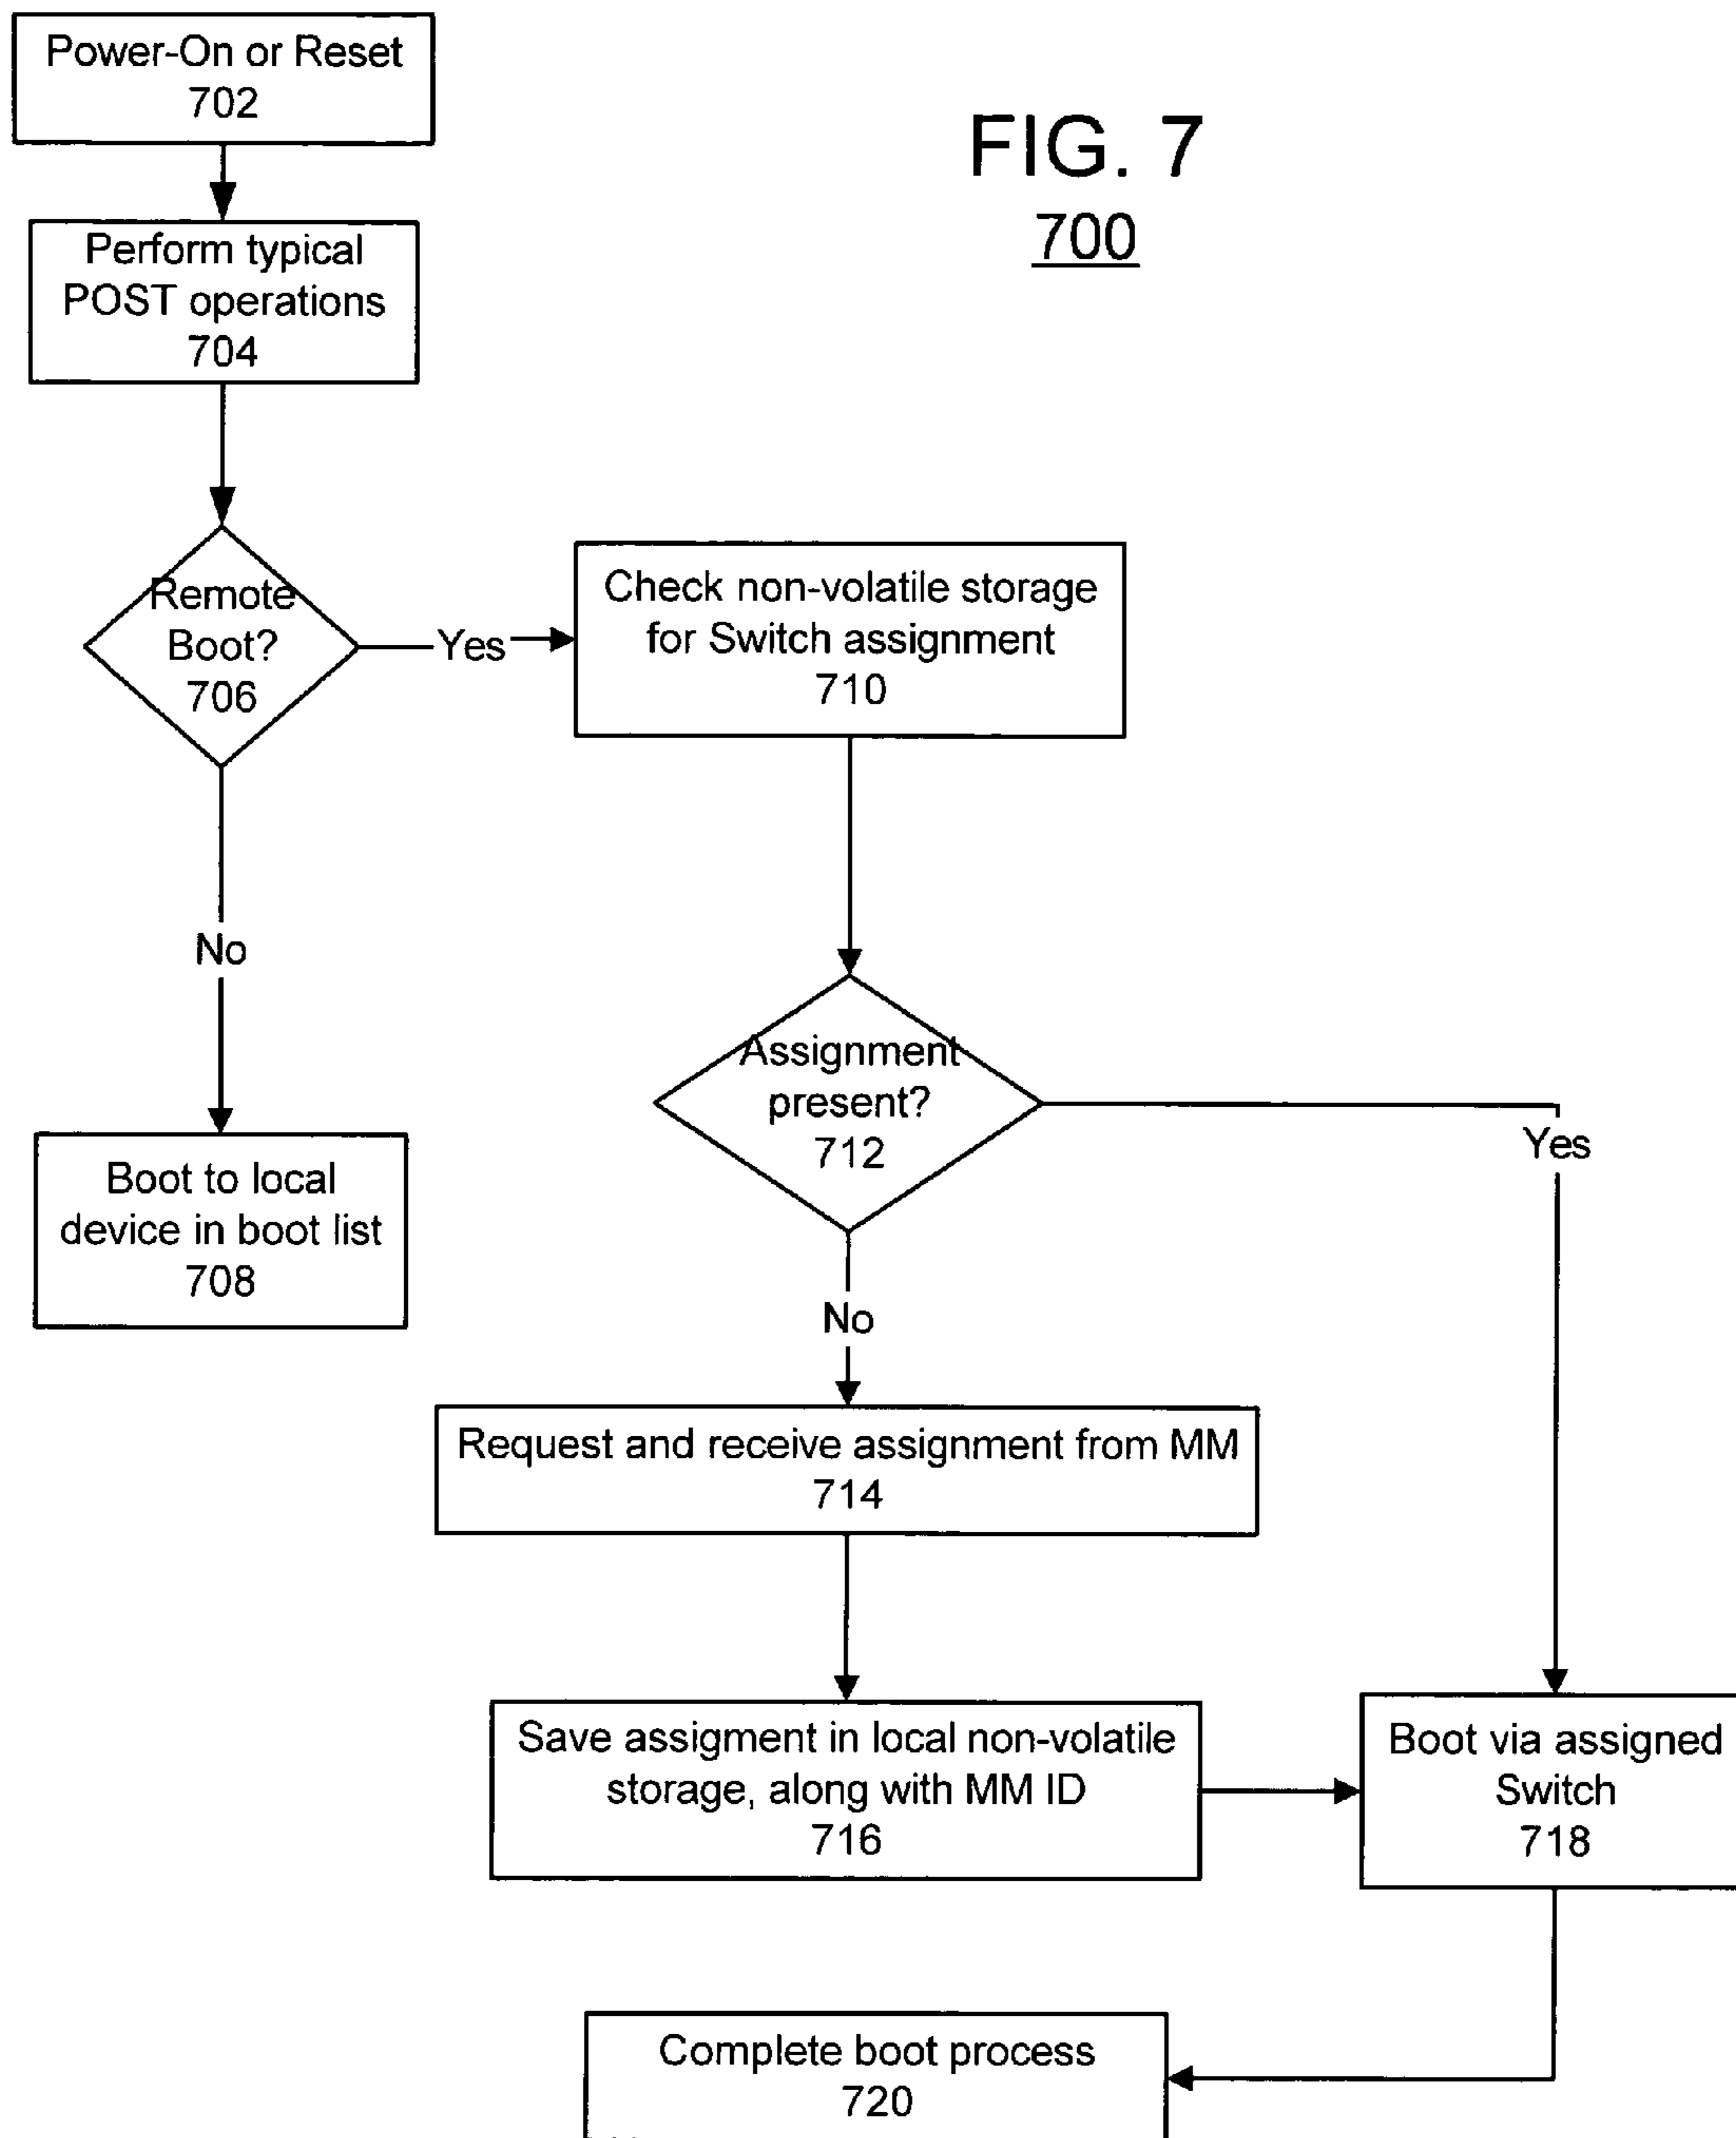 Power-On or Reset
702
FIG. 7
700
Perform typical
POST operations
704
Remote
Boot?
706
Yes
Check non-volatile storage
for Switch assignment
710
No
Assignment
present?
712
Yes
Boot to local
device in boot list
708
No
Request and receive assignment from MM
714
Save assigment in local non-volatile
storage, along with MM ID
716
Boot via assigned
Switch
718
Complete boot process
720